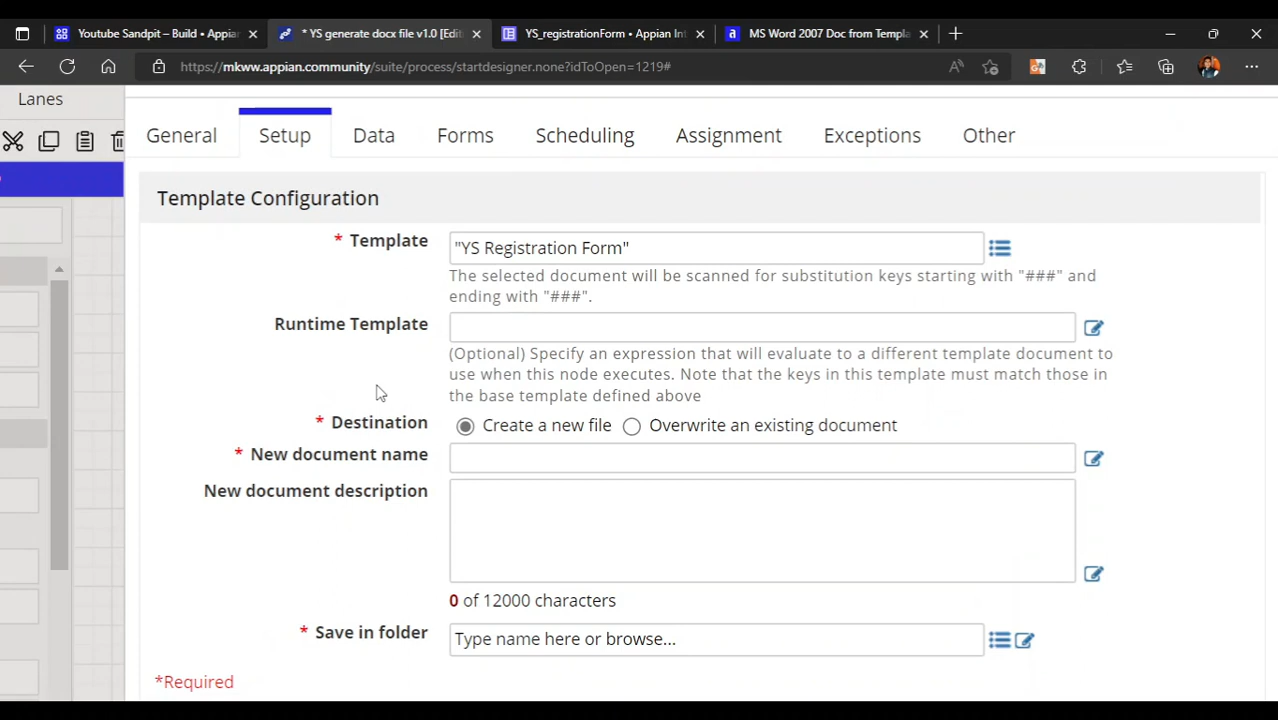 Youtube Sandpit – Build • Appian
* YS generate docx file v1.0 [Edit
YS_registrationForm • Appian Int
MS Word 2007 Doc from Templa
https://mkww.appian.community/suite/process/startdesigner.none?idToOpen=1219#
Lanes
General
Setup
Data
Forms
Scheduling
Assignment
Exceptions
Other
Template Configuration
* Template
"YS Registration Form"
The selected document will be scanned for substitution keys starting with "###" and
ending with "###".
Runtime Template
(Optional) Specify an expression that will evaluate to a different template document to
use when this node executes. Note that the keys in this template must match those in
the base template defined above
* Destination
Create a new file
Overwrite an existing document
* New document name
New document description
0 of 12000 characters
* Save in folder
Type name here or browse...
*Required